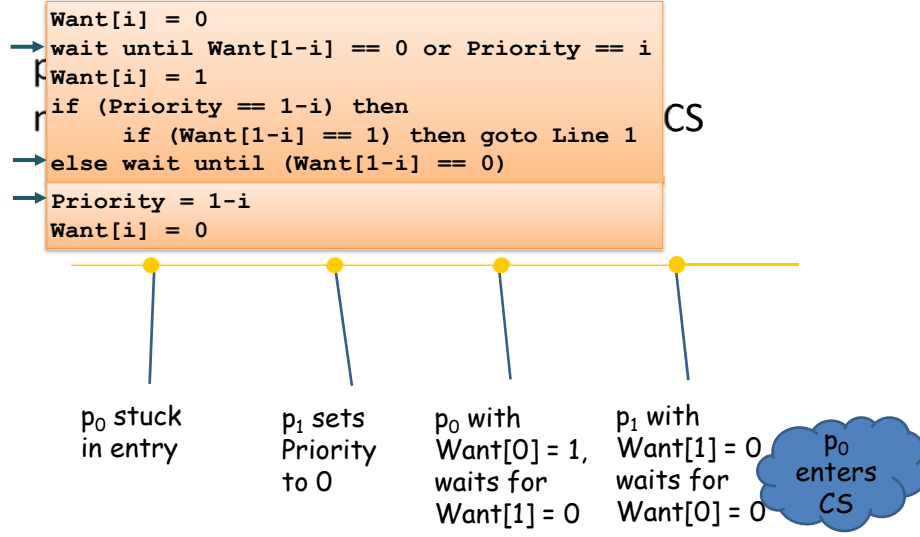 Want[i] = 0
wait until Want[1-i] == 0 or Priority == i
Want[i] = 1
if (Priority == 1-i) then
if (Want[1-i] == 1) then goto Line 1
else wait until (Want[1-i] == 0)
CS
Priority = 1-i
Want[i] = 0
p₀ stuck
in entry
p₁ sets
Priority
to 0
p₀ with
Want[0] = 1,
waits for
Want[1] = 0
p₁ with
Want[1] = 0
waits for
Want[0] = 0
p₀
enters
CS